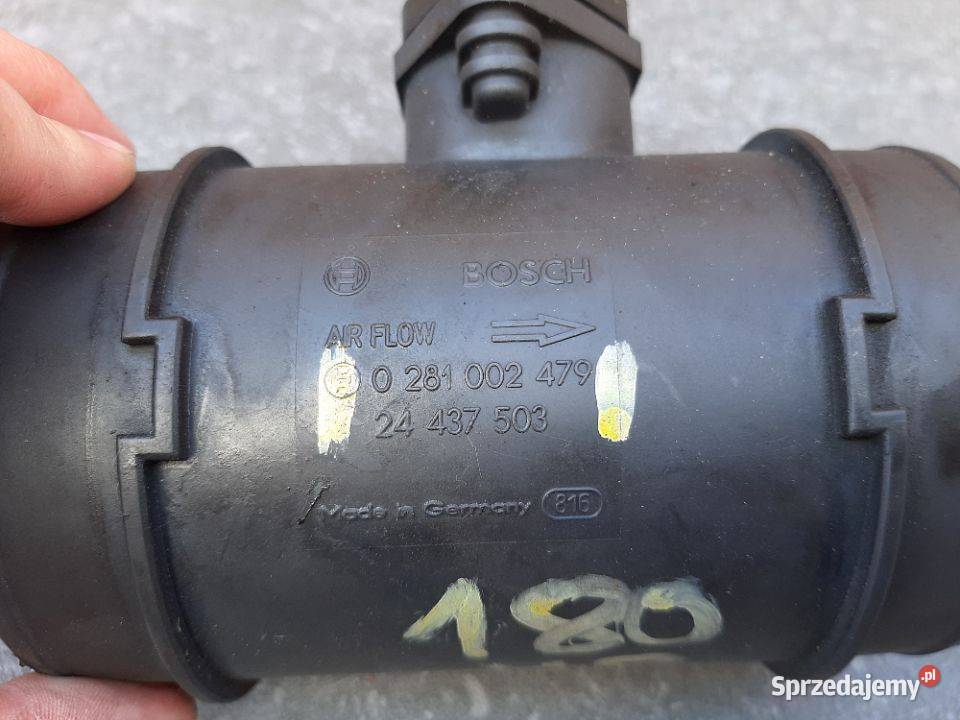 BOSCH
AIR FLOW
0 281 002 479
24 437 503
Made in Germany 816
180
Sprzedajemy.pl